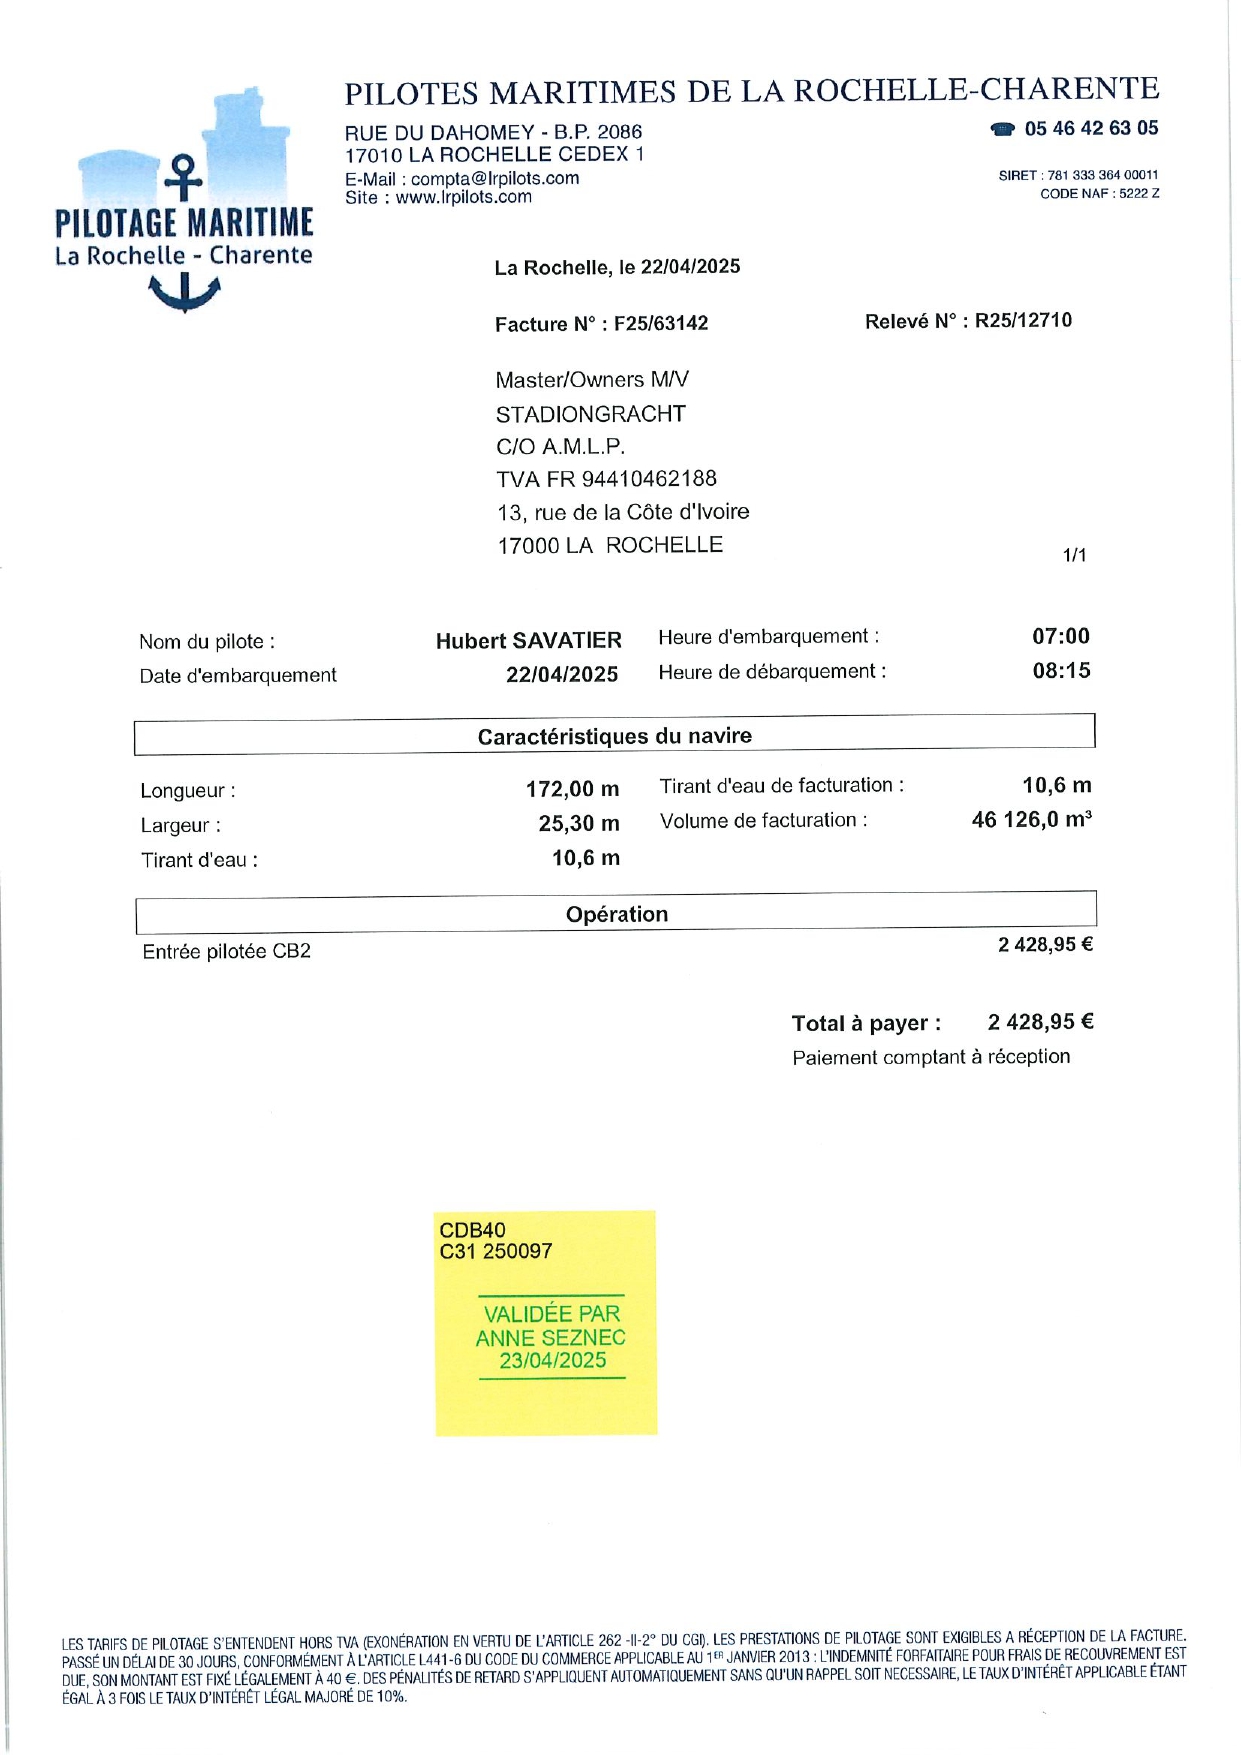 PILOTAGE MARITIME
La Rochelle - Charente
PILOTES MARITIMES DE LA ROCHELLE-CHARENTE
RUE DU DAHOMEY - B.P. 2086
17010 LA ROCHELLE CEDEX 1
E-Mail : compta@lrpilots.com
Site : www.lrpilots.com
☎ 05 46 42 63 05
SIRET : 781 333 364 00011
CODE NAF : 5222 Z
La Rochelle, le 22/04/2025
Facture N° : F25/63142
Relevé N° : R25/12710
Master/Owners M/V
STADIONGRACHT
C/O A.M.L.P.
TVA FR 94410462188
13, rue de la Côte d'Ivoire
17000 LA ROCHELLE
1/1
Nom du pilote : Hubert SAVATIER Heure d'embarquement : 07:00
Date d'embarquement 22/04/2025 Heure de débarquement : 08:15
Caractéristiques du navire
Longueur : 172,00 m Tirant d'eau de facturation : 10,6 m
Largeur : 25,30 m Volume de facturation : 46 126,0 m³
Tirant d'eau : 10,6 m
Opération
Entrée pilotée CB2 2 428,95 €
Total à payer : 2 428,95 €
Paiement comptant à réception
CDB40
C31 250097
VALIDÉE PAR
ANNE SEZNEC
23/04/2025
LES TARIFS DE PILOTAGE S'ENTENDENT HORS TVA (EXONÉRATION EN VERTU DE L'ARTICLE 262 -II-2° DU CGI). LES PRESTATIONS DE PILOTAGE SONT EXIGIBLES A RÉCEPTION DE LA FACTURE.
PASSÉ UN DÉLAI DE 30 JOURS, CONFORMÉMENT À L'ARTICLE L441-6 DU CODE DU COMMERCE APPLICABLE AU 1ER JANVIER 2013 : L'INDEMNITÉ FORFAITAIRE POUR FRAIS DE RECOUVREMENT EST
DUE, SON MONTANT EST FIXÉ LÉGALEMENT À 40 €. DES PÉNALITÉS DE RETARD S'APPLIQUENT AUTOMATIQUEMENT SANS QU'UN RAPPEL SOIT NECESSAIRE, LE TAUX D'INTÉRÊT APPLICABLE ÉTANT
ÉGAL À 3 FOIS LE TAUX D'INTÉRÊT LÉGAL MAJORÉ DE 10%.